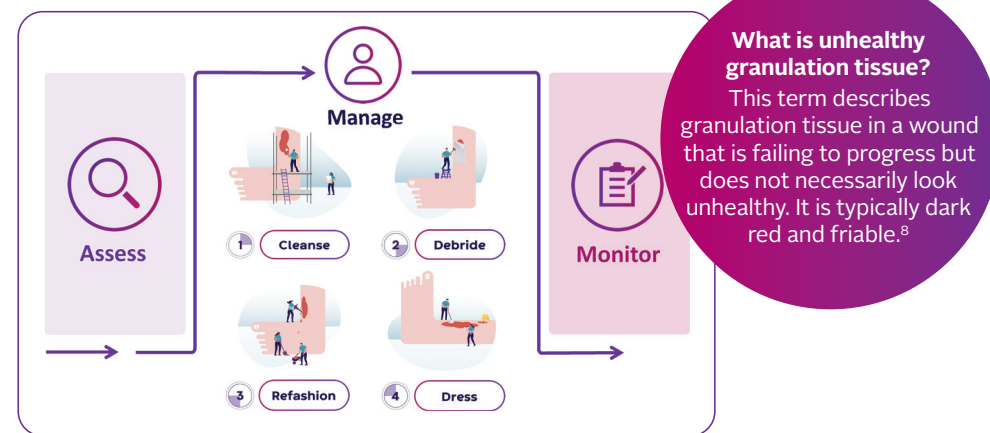 Assess
Manage
1 Cleanse
2 Debride
3 Refashion
4 Dress
Monitor
What is unhealthy
granulation tissue?
This term describes
granulation tissue in a wound
that is failing to progress but
does not necessarily look
unhealthy. It is typically dark
red and friable.⁸